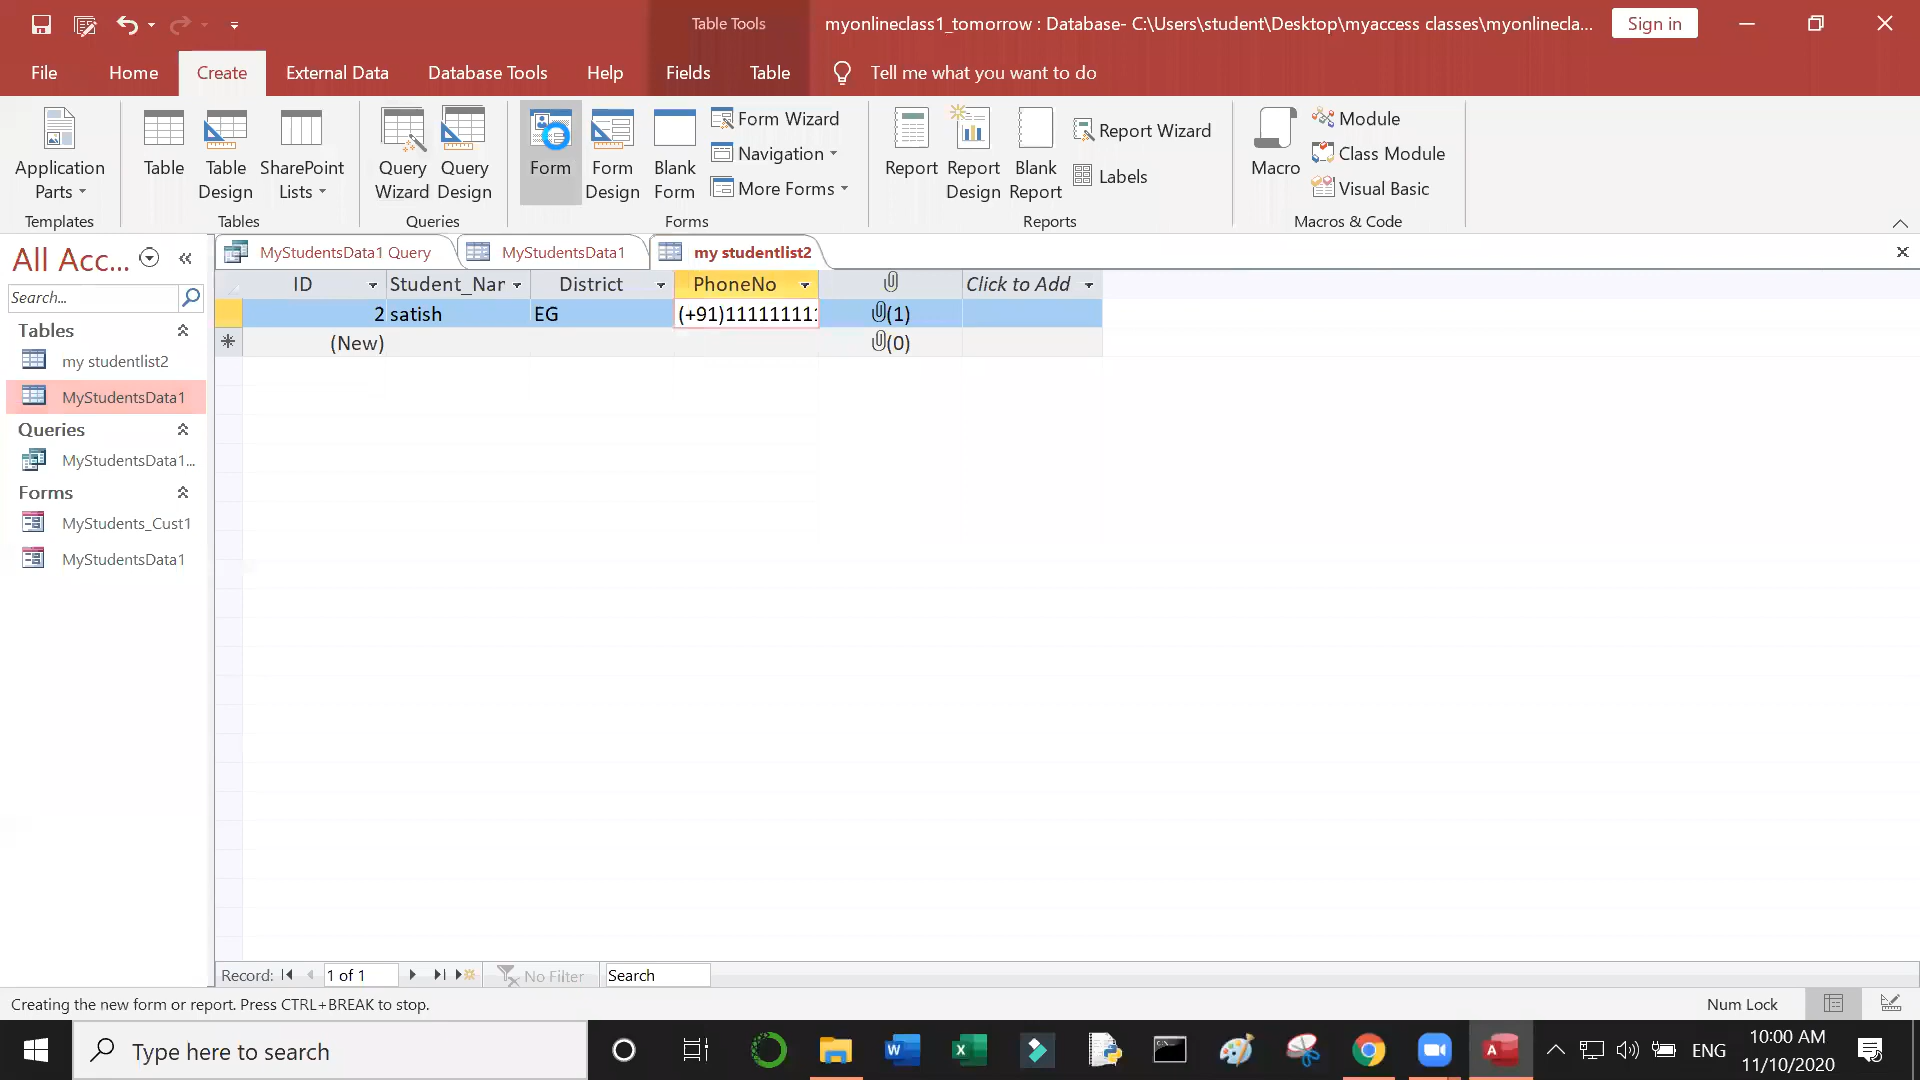 Table Tools
myonlineclass1_tomorrow : Database- C:\Users\student\Desktop\myaccess classes\myonlinecla...
Sign in
File Home Create External Data Database Tools Help Fields Table Tell me what you want to do
Application Parts
Templates
Table
Table Design
SharePoint Lists
Tables
Query Wizard
Query Design
Queries
Form
Form Design
Blank Form
Form Wizard
Navigation
More Forms
Forms
Report
Report Design
Blank Report
Report Wizard
Labels
Reports
Macro
Module
Class Module
Visual Basic
Macros & Code
All Acc...
Search...
Tables
my studentlist2
MyStudentsData1
Queries
MyStudentsData1...
Forms
MyStudents_Cust1
MyStudentsData1
MyStudentsData1 Query
MyStudentsData1
my studentlist2
ID Student_Nar District PhoneNo Click to Add
2 satish EG (+91)111111111 (1)
(New) (0)
Record: 1 of 1 No Filter Search
Creating the new form or report. Press CTRL+BREAK to stop.
Num Lock
Type here to search
ENG
10:00 AM
11/10/2020